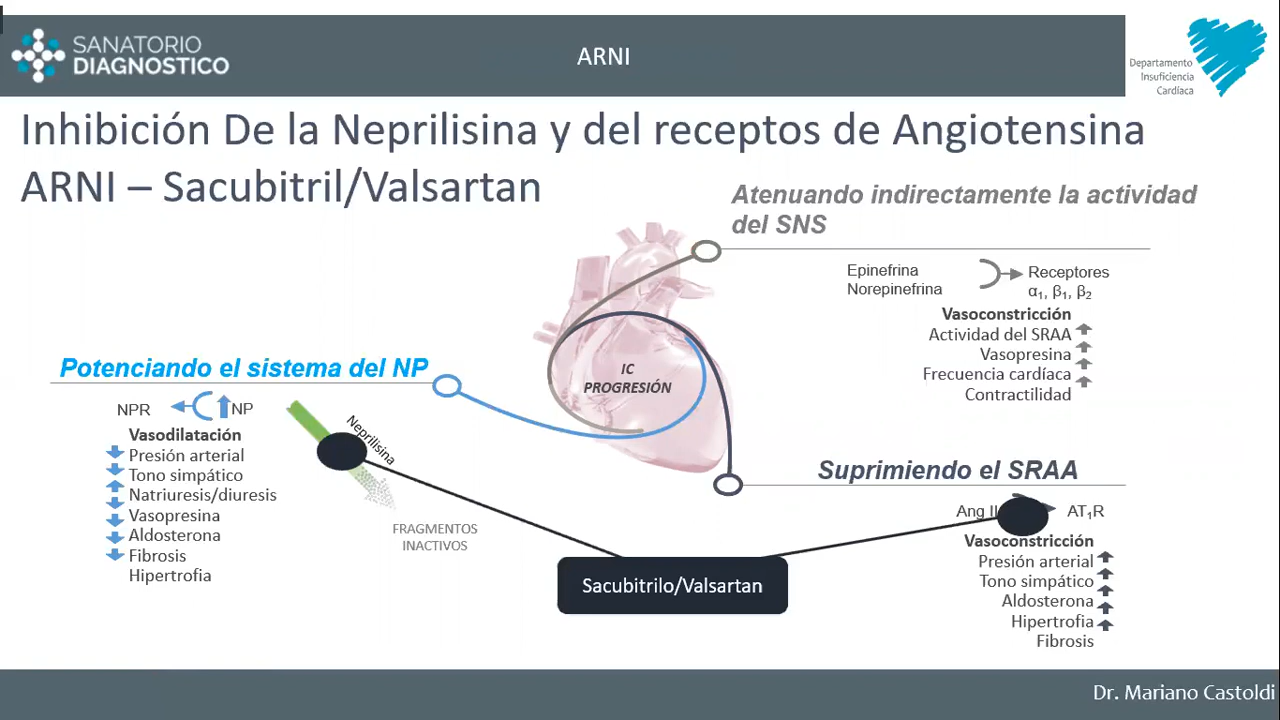 SANATORIO
DIAGNOSTICO
ARNI
Departamento
Insuficiencia
Cardíaca
Inhibición De la Neprilisina y del receptos de Angiotensina
ARNI – Sacubitril/Valsartan
Atenuando indirectamente la actividad
del SNS
Epinefrina
Norepinefrina
Receptores
α₁, β₁, β₂
Vasoconstricción
Actividad del SRAA
Vasopresina
Frecuencia cardíaca
Contractilidad
IC
PROGRESIÓN
Potenciando el sistema del NP
NPR
NP
Neprilisina
Vasodilatación
Presión arterial
Tono simpático
Natriuresis/diuresis
Vasopresina
Aldosterona
Fibrosis
Hipertrofia
FRAGMENTOS
INACTIVOS
Suprimiendo el SRAA
Ang II
AT₁R
Vasoconstricción
Presión arterial
Tono simpático
Aldosterona
Hipertrofia
Fibrosis
Sacubitrilo/Valsartan
Dr. Mariano Castoldi